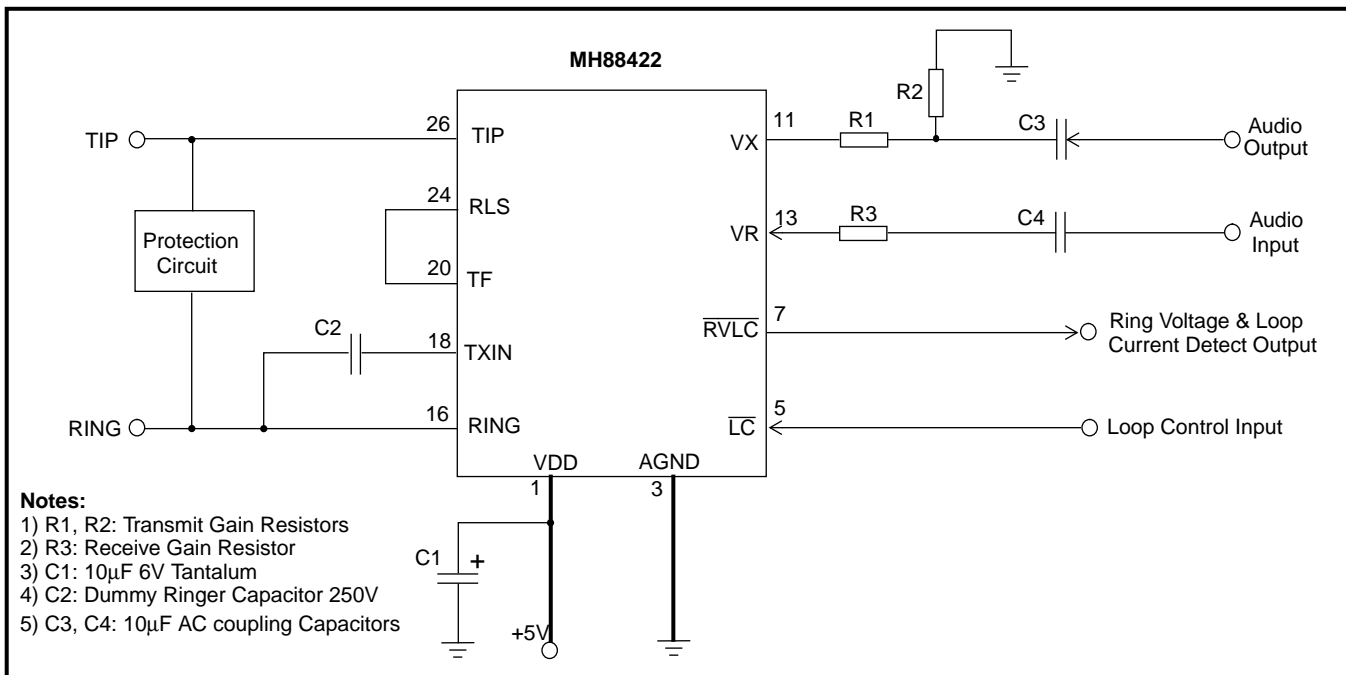 MH88422
R2
TIP
26
TIP
VX
11
R1
C3
Audio
Output
24
RLS
Protection
Circuit
VR
13
R3
C4
Audio
Input
20
TF
C2
18
TXIN
RVLC
7
Ring Voltage & Loop
Current Detect Output
RING
16
RING
LC
5
Loop Control Input
VDD
AGND
1
3
Notes:
1) R1, R2: Transmit Gain Resistors
2) R3: Receive Gain Resistor
3) C1: 10μF 6V Tantalum
4) C2: Dummy Ringer Capacitor 250V
5) C3, C4: 10μF AC coupling Capacitors
C1
+
+5V